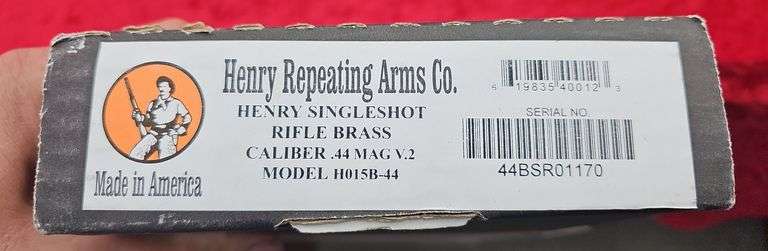 Henry Repeating Arms Co.
HENRY SINGLESHOT
RIFLE BRASS
CALIBER .44 MAG V.2
MODEL H015B-44
Made in America
6 19835 40012 3
SERIAL NO.
44BSR01170